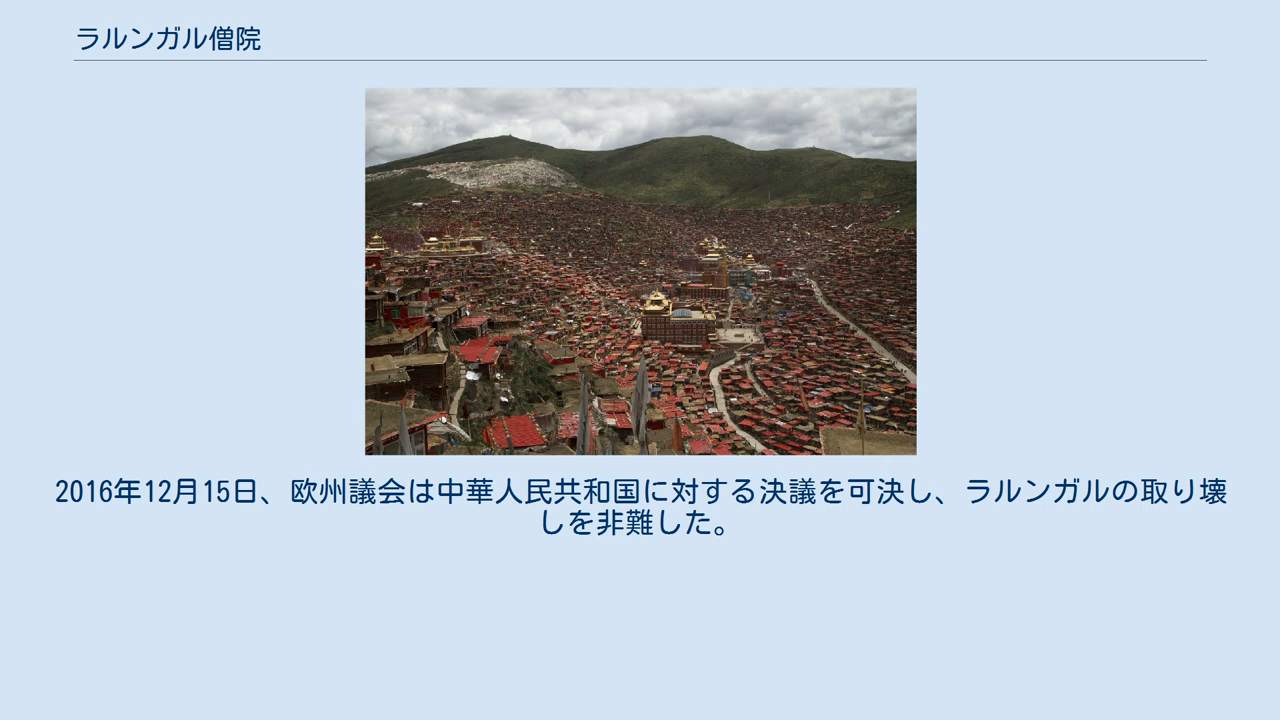 ラルンガル僧院
2016年12月15日、欧州議会は中華人民共和国に対する決議を可決し、ラルンガルの取り壊
しを非難した。